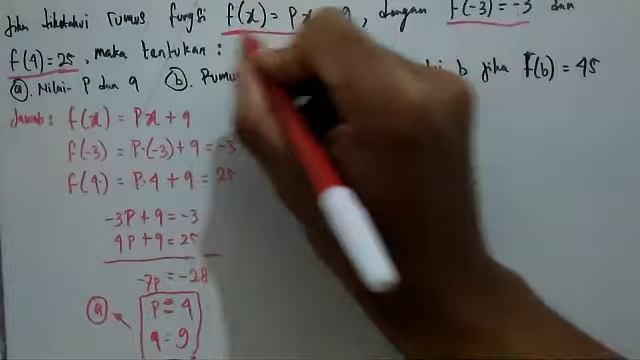 Jika diketahui rumus fungsi f(x) = Px 9, dengan f(-3) = -3 dan
f(4) = 25, maka tentukan :
a. Nilai P dan q b. Rumus b jika f(b) = 45
Jawab : f(x) = Px + q
f(-3) = P·(-3) + q = -3
f(4) = P·4 + q = 25
-3P + q = -3
4P + q = 25
-7P = -28
a P = 4
q = 9